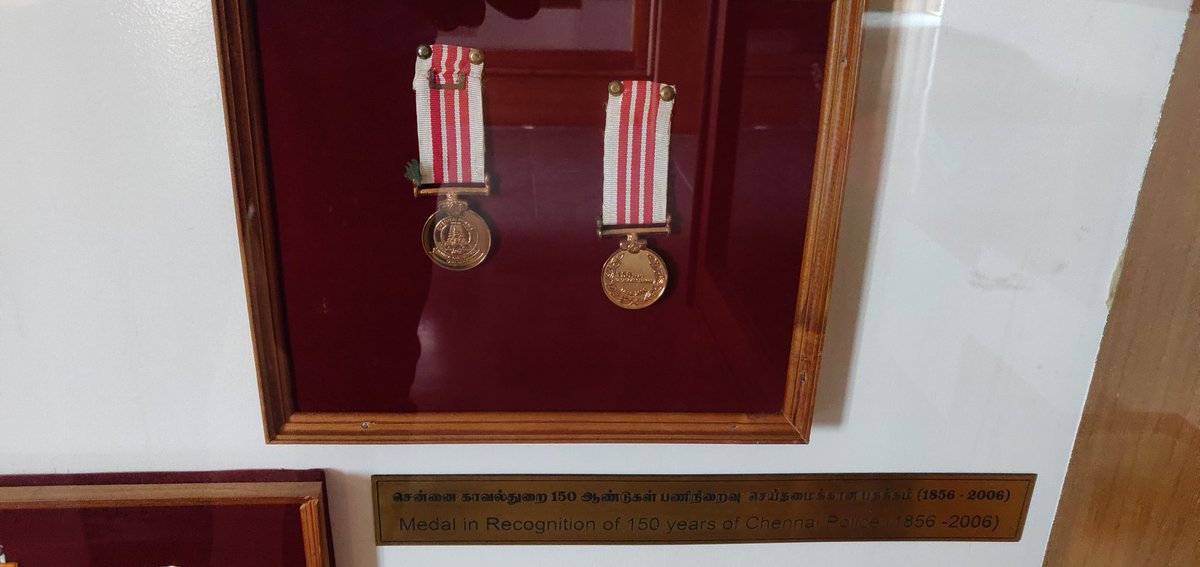 150
சென்னை காவல்துறை 150 ஆண்டுகள் பணிநிறைவு செய்தமைக்கான பதக்கம் (1856 - 2006)
Medal in Recognition of 150 years of Chennai Police (1856 -2006)